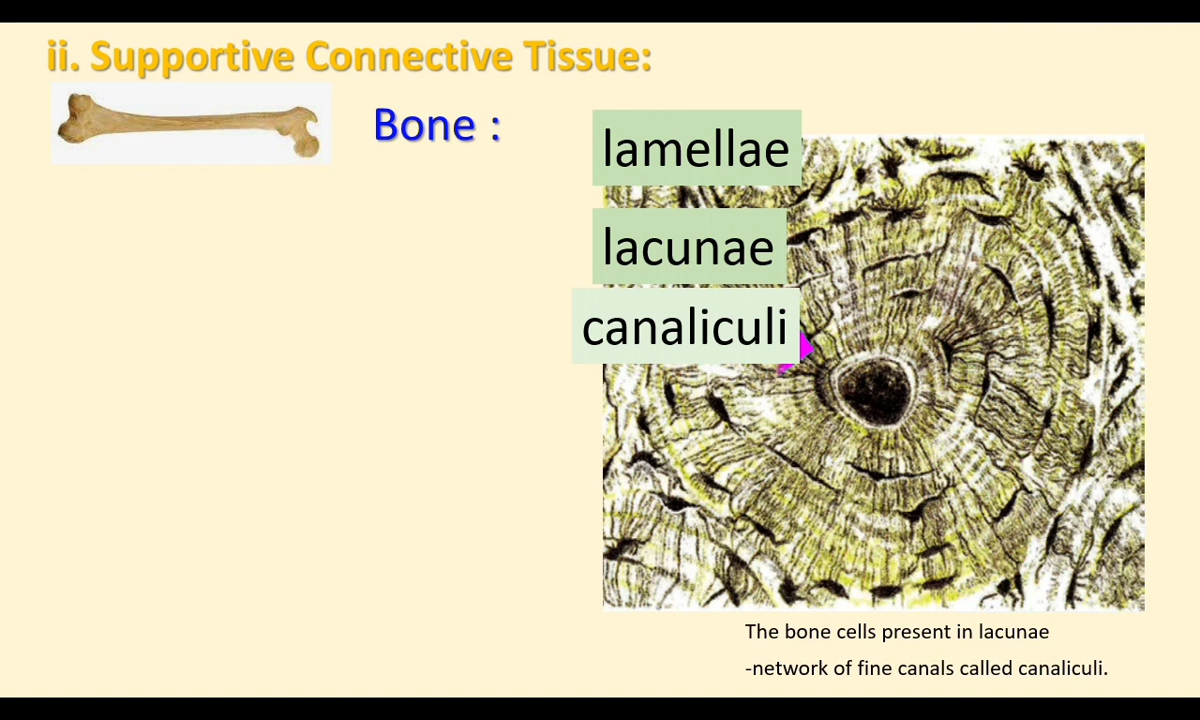 ii. Supportive Connective Tissue:
Bone :
lamellae
lacunae
canaliculi
The bone cells present in lacunae
-network of fine canals called canaliculi.